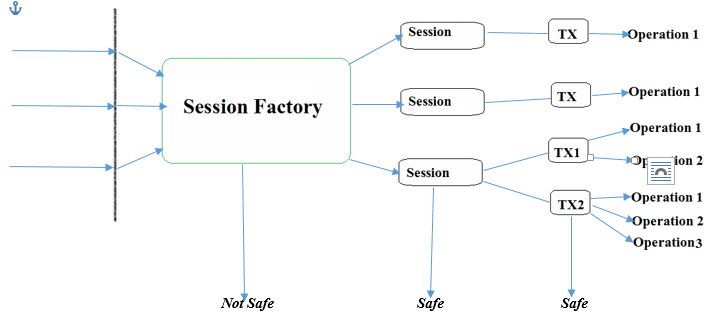 Session
TX
Operation 1
Session Factory
Session
TX
Operation 1
Operation 1
TX1
Session
2
TX2
Operation 1
Operation 2
Operation3
Not Safe
Safe
Safe